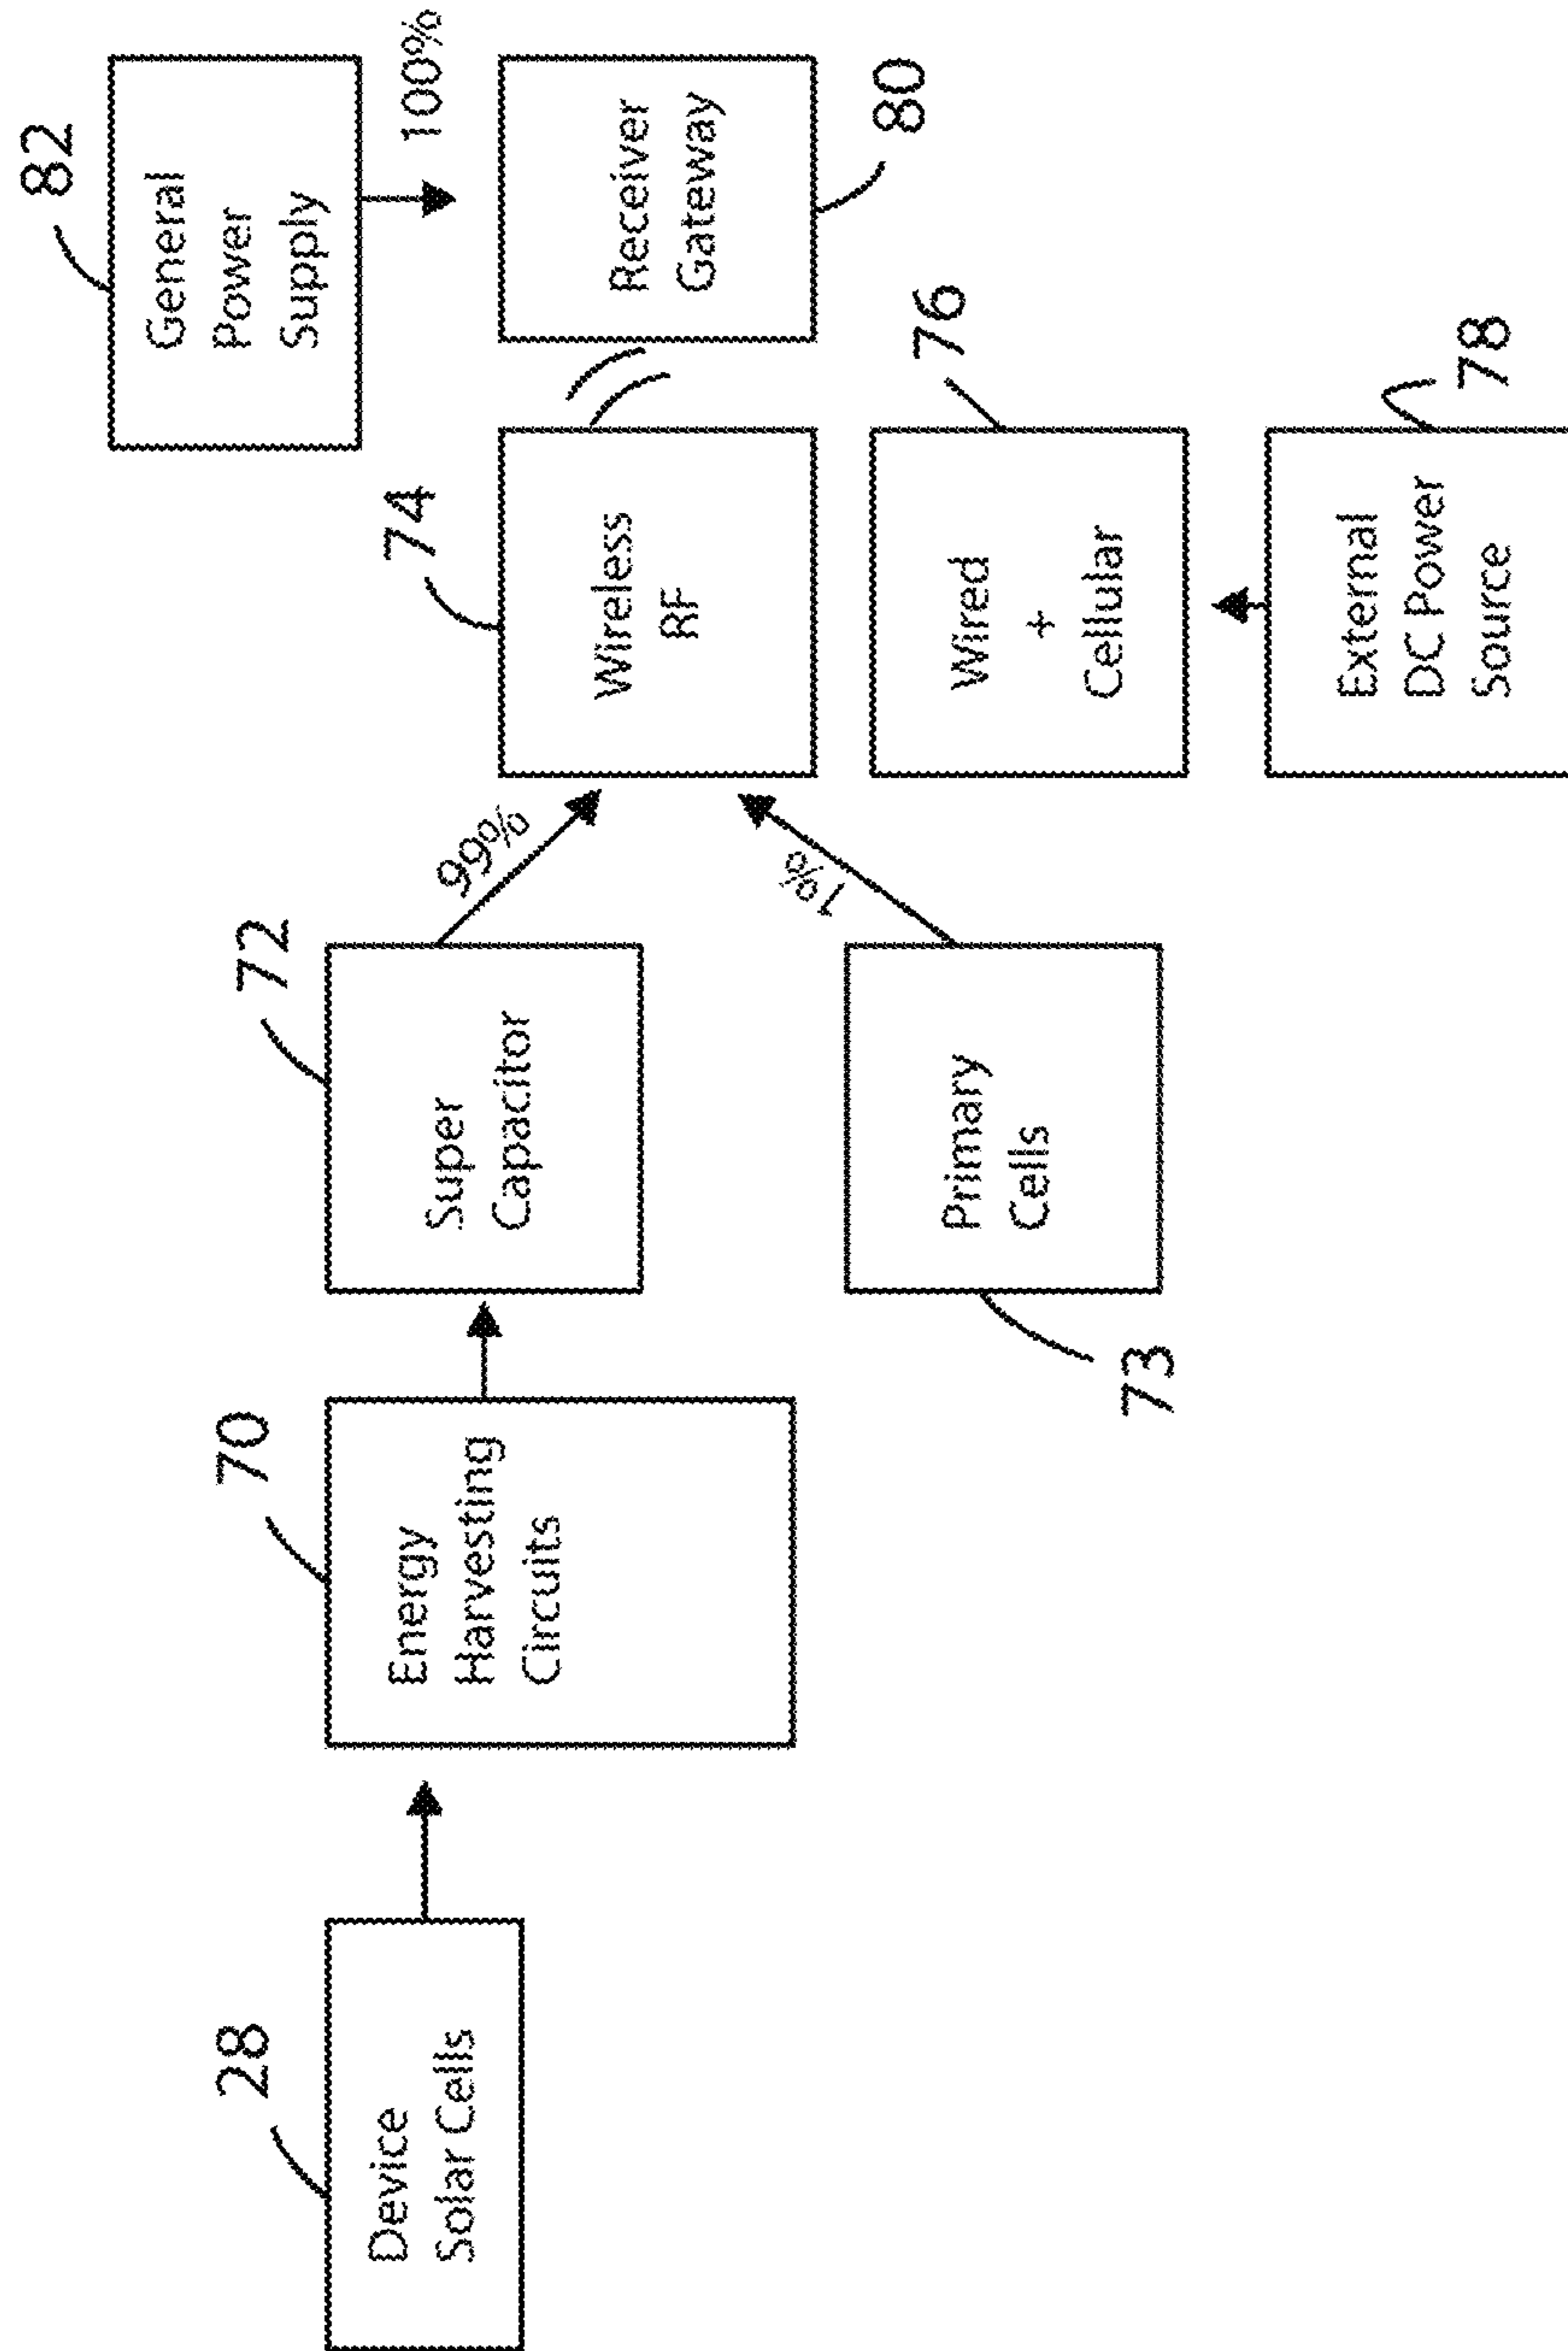 82
General
Power
Supply
100%
28
Device
Solar Cells
70
Energy
Harvesting
Circuits
72
Super
Capacitor
99%
74
Wireless
RF
Receiver
Gateway
80
1%
Primary
Cells
73
76
Wired
+
Cellular
External
DC Power
Source
78